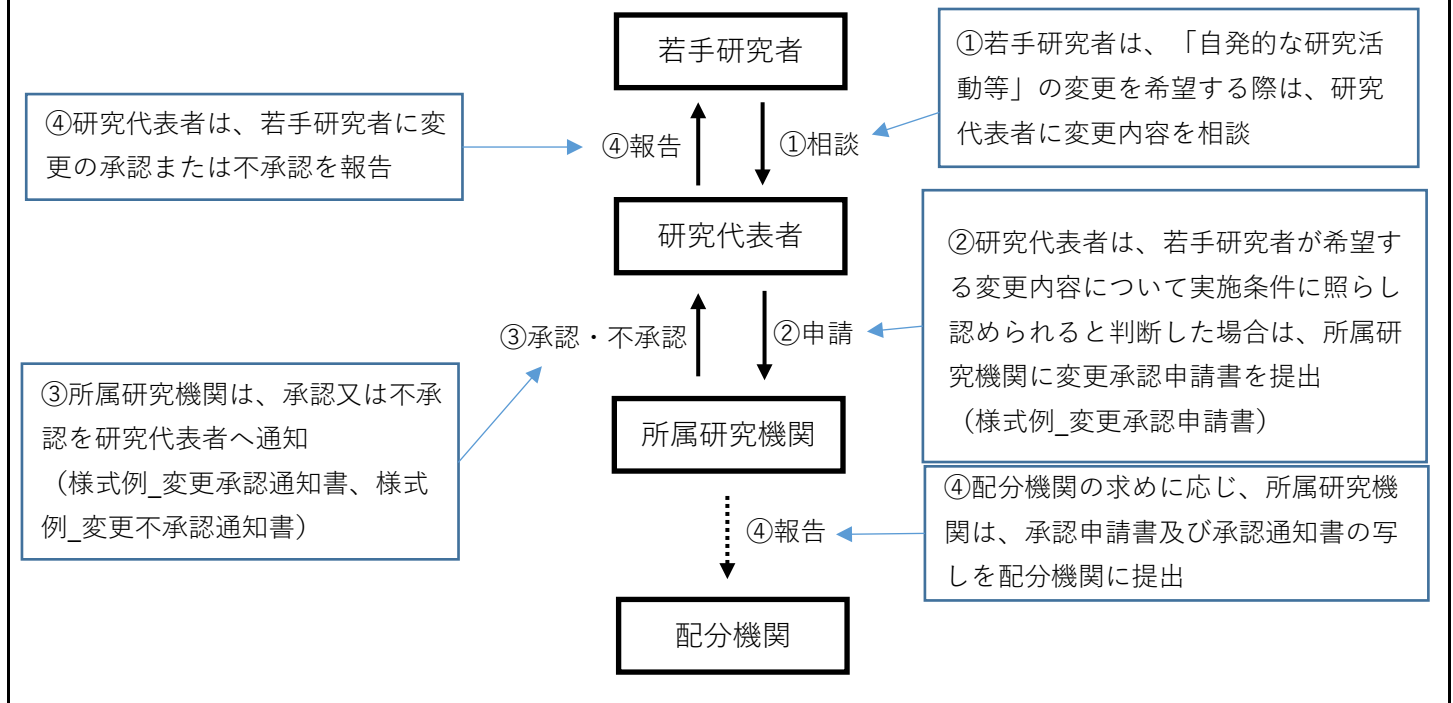 若手研究者
①若手研究者は、「自発的な研究活
動等」の変更を希望する際は、研究
代表者に変更内容を相談
④研究代表者は、若手研究者に変
更の承認または不承認を報告
④報告
①相談
研究代表者
②研究代表者は、若手研究者が希望す
る変更内容について実施条件に照らし
認められると判断した場合は、所属研
究機関に変更承認申請書を提出
（様式例_変更承認申請書）
③承認・不承認
②申請
③所属研究機関は、承認又は不承
認を研究代表者へ通知
（様式例_変更承認通知書、様式
例_変更不承認通知書）
所属研究機関
④配分機関の求めに応じ、所属研究機
関は、承認申請書及び承認通知書の写
しを配分機関に提出
④報告
配分機関